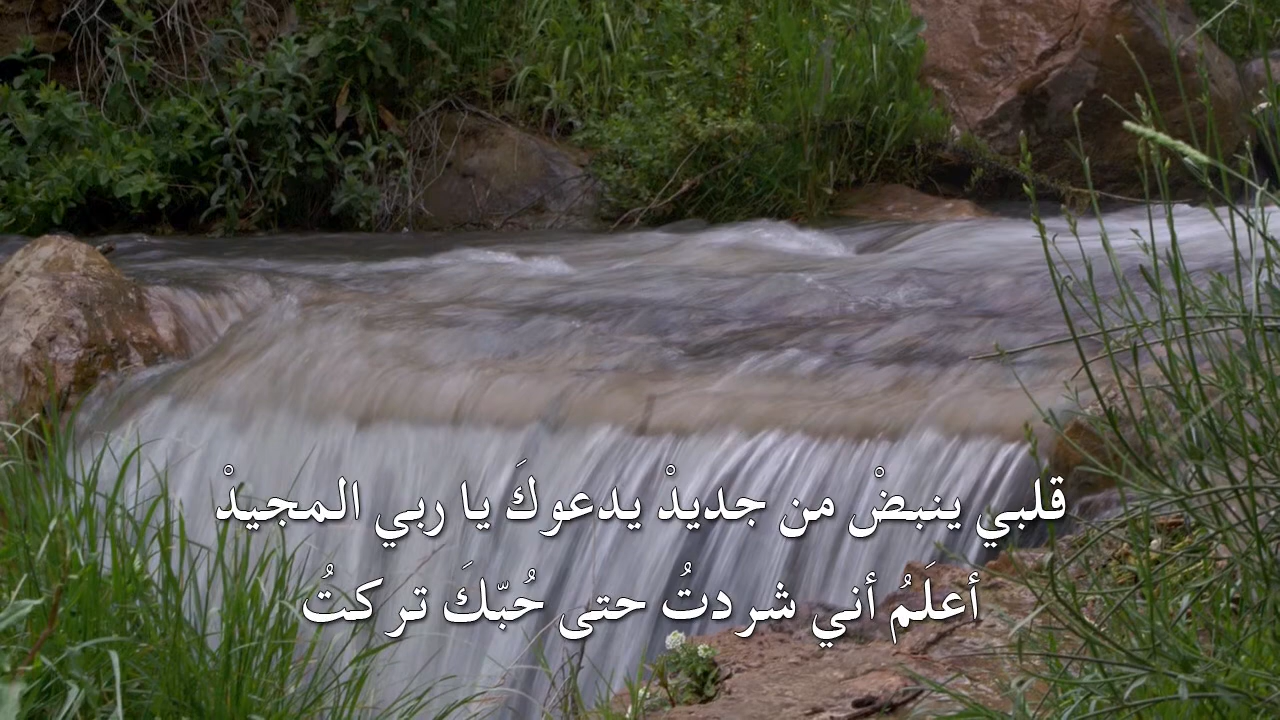 قلبي ينبضْ من جديدْ يدعوكَ يا ربي المجيدْ
أعلَمُ أني شردتُ حتى حُبّكَ تركتُ